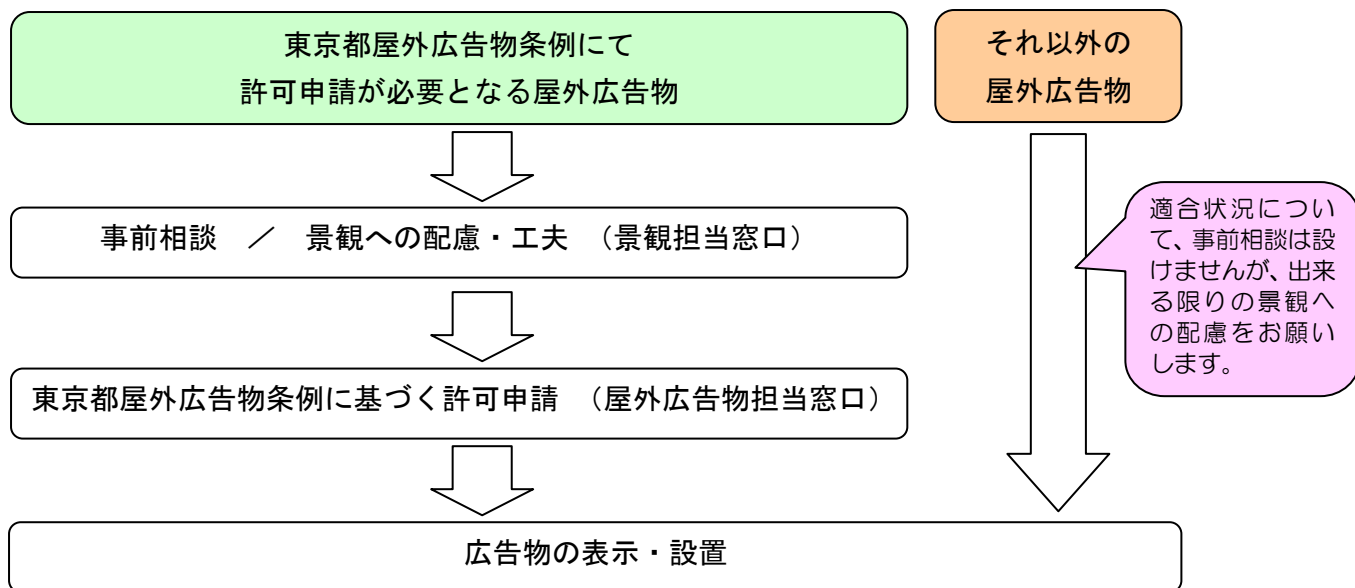 東京都屋外広告物条例にて
許可申請が必要となる屋外広告物
それ以外の
屋外広告物
事前相談 ／ 景観への配慮・工夫 （景観担当窓口）
適合状況につい
て、事前相談は設
けませんが、出来
る限りの景観へ
の配慮をお願い
します。
東京都屋外広告物条例に基づく許可申請 （屋外広告物担当窓口）
広告物の表示・設置